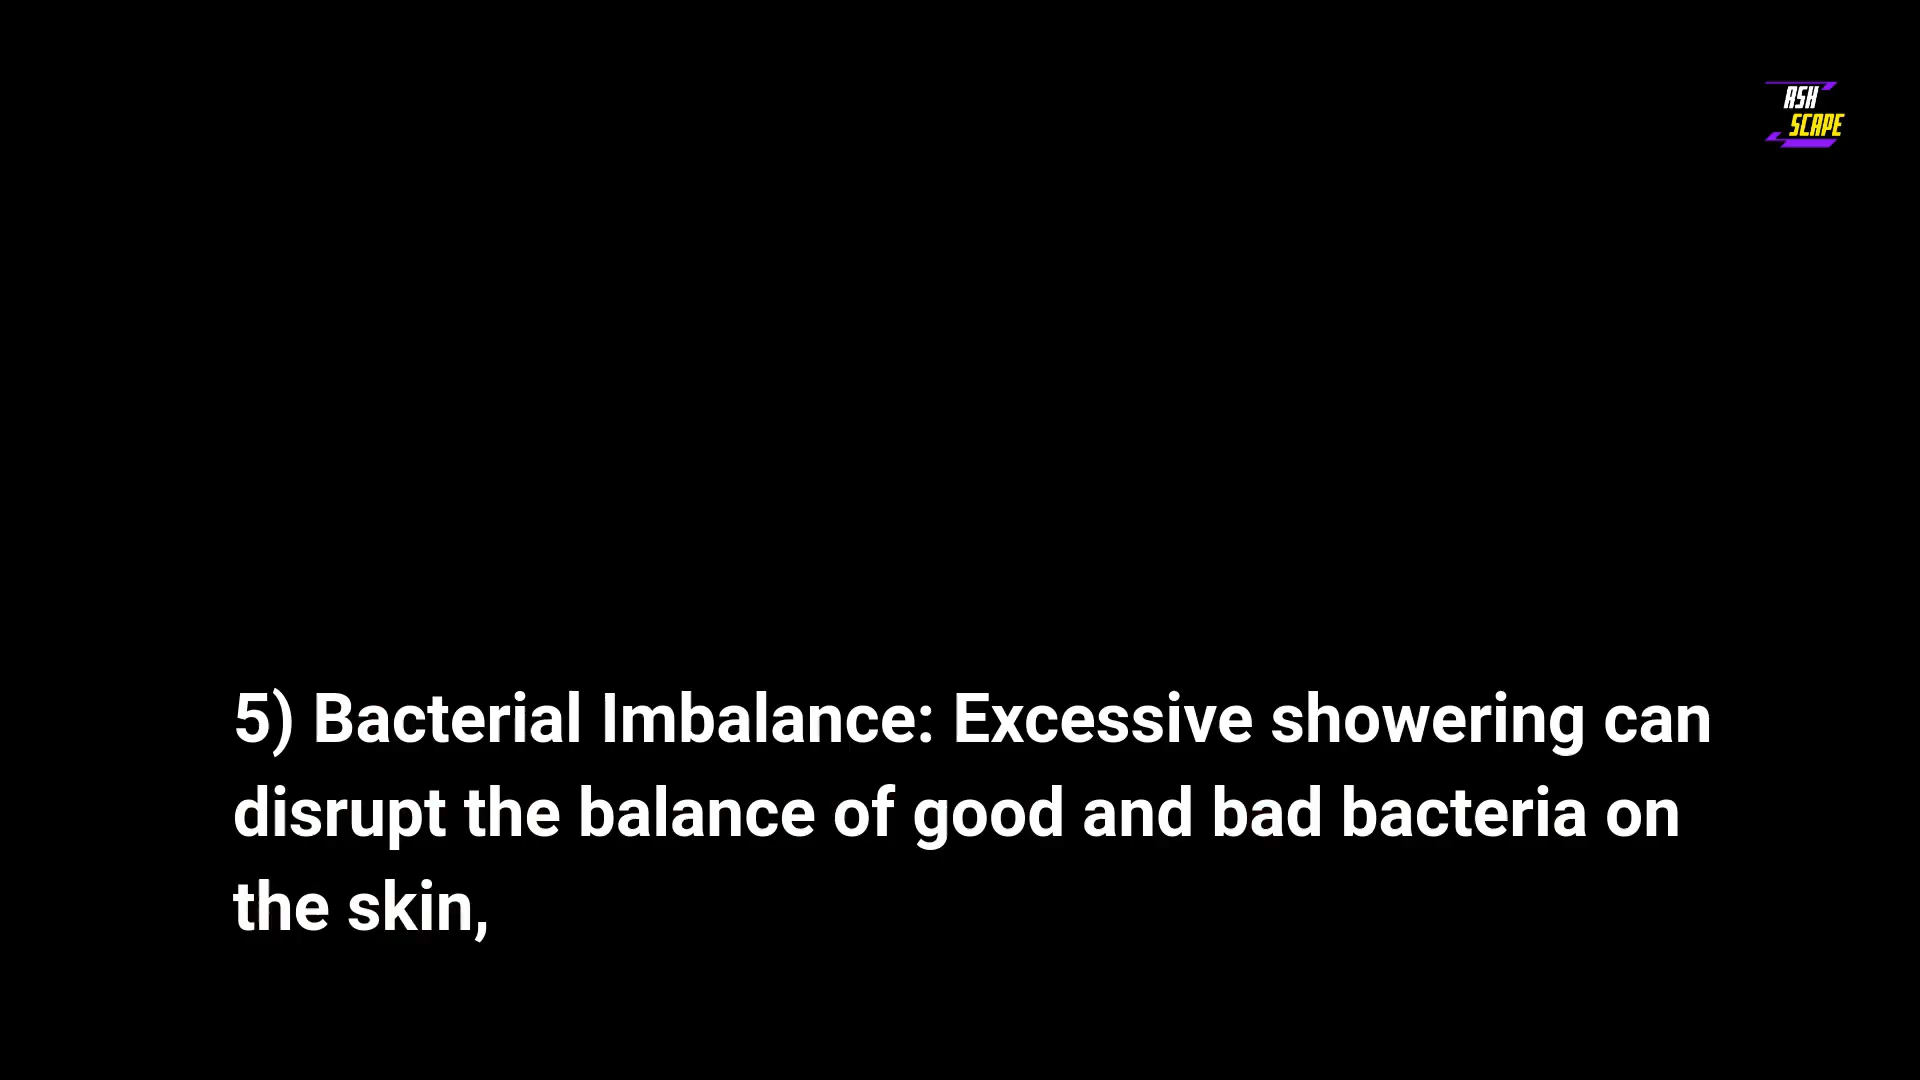 ASH
SCAPE
5) Bacterial Imbalance: Excessive showering can
disrupt the balance of good and bad bacteria on
the skin,